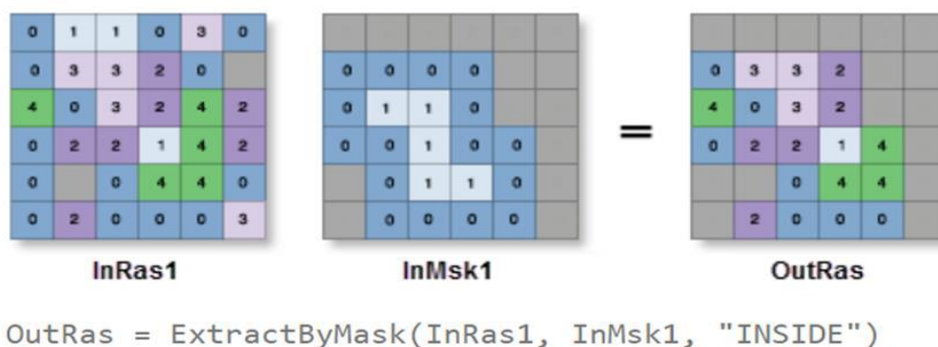 0 1 1 0 3 0
0 3 3 2 0 0 0 0 0 0 3 3 2
4 0 3 2 4 2 0 1 1 0 4 0 3 2
0 2 2 1 4 2 0 0 1 0 0 = 0 2 2 1 4
0 0 4 4 0 0 1 1 0 0 4 4
0 2 0 0 0 3 0 0 0 0 2 0 0 0
InRas1 InMsk1 OutRas
OutRas = ExtractByMask(InRas1, InMsk1, "INSIDE")